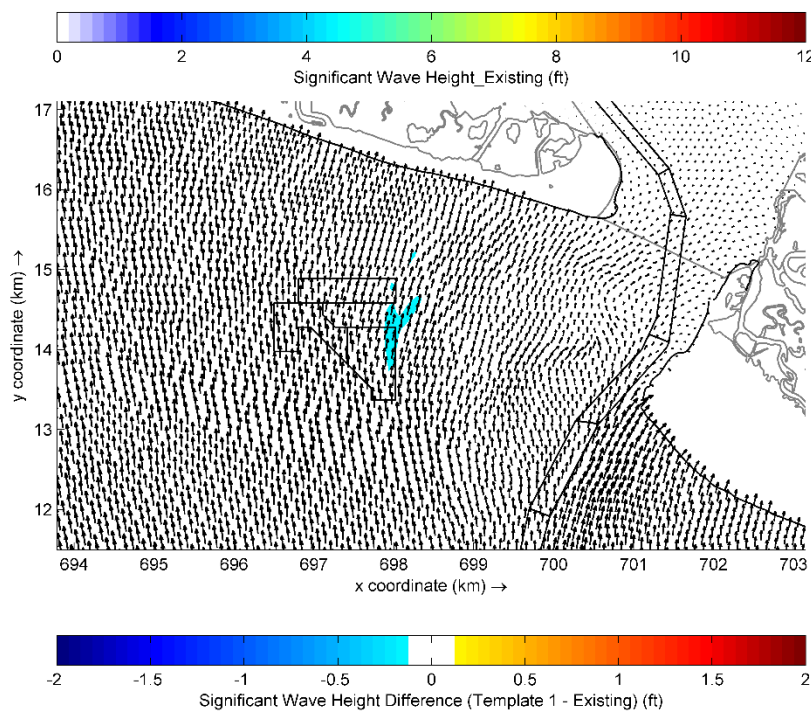 0 2 4 6 8 10 12
Significant Wave Height_Existing (ft)
17
16
15
14
13
12
y coordinate (km) →
694 695 696 697 698 699 700 701 702 703
x coordinate (km) →
-2 -1.5 -1 -0.5 0 0.5 1 1.5 2
Significant Wave Height Difference (Template 1 - Existing) (ft)